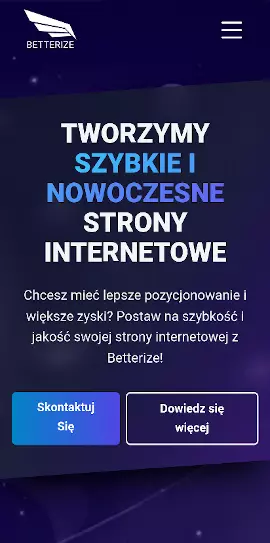 BETTERIZE
TWORZYMY
SZYBKIE I
NOWOCZESNE
STRONY
INTERNETOWE
Chcesz mieć lepsze pozycjonowanie i
większe zyski? Postaw na szybkość i
jakość swojej strony internetowej z
Betterize!
Skontaktuj
Się
Dowiedz się
więcej